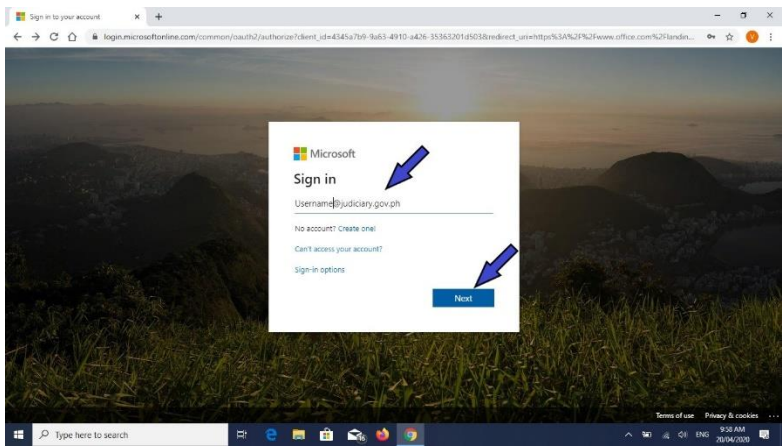 Sign in to your account
login.microsoftonline.com/common/oauth2/authorize?client_id=4345a7b9-9a63-4910-a426-35363201d503&redirect_uri=https%3A%2F%2Fwww.office.com%2Flandin...
V
Microsoft
Sign in
Username@judiciary.gov.ph
No account? Create one!
Can't access your account?
Sign-in options
Next
Terms of use Privacy & cookies ...
Type here to search
ENG
9:58 AM
20/04/2020